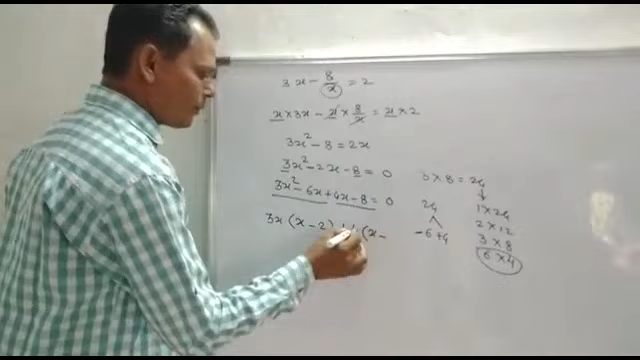 3x - 8/x = 2
x × 3x - x × 8/x = x × 2
3x² - 8 = 2x
3x² - 2x - 8 = 0
3x² - 6x + 4x - 8 = 0
3x (x - 2) + 4 (x -
3 × 8 = 24
24
-6 + 4
1 × 24
2 × 12
3 × 8
6 × 4